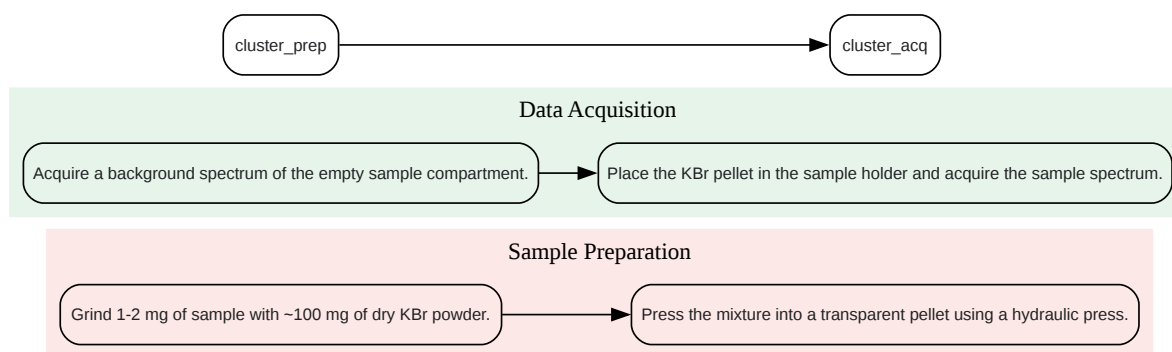 cluster_prep
cluster_acq
Data Acquisition
Acquire a background spectrum of the empty sample compartment.
Place the KBr pellet in the sample holder and acquire the sample spectrum.
Sample Preparation
Grind 1-2 mg of sample with ~100 mg of dry KBr powder.
Press the mixture into a transparent pellet using a hydraulic press.